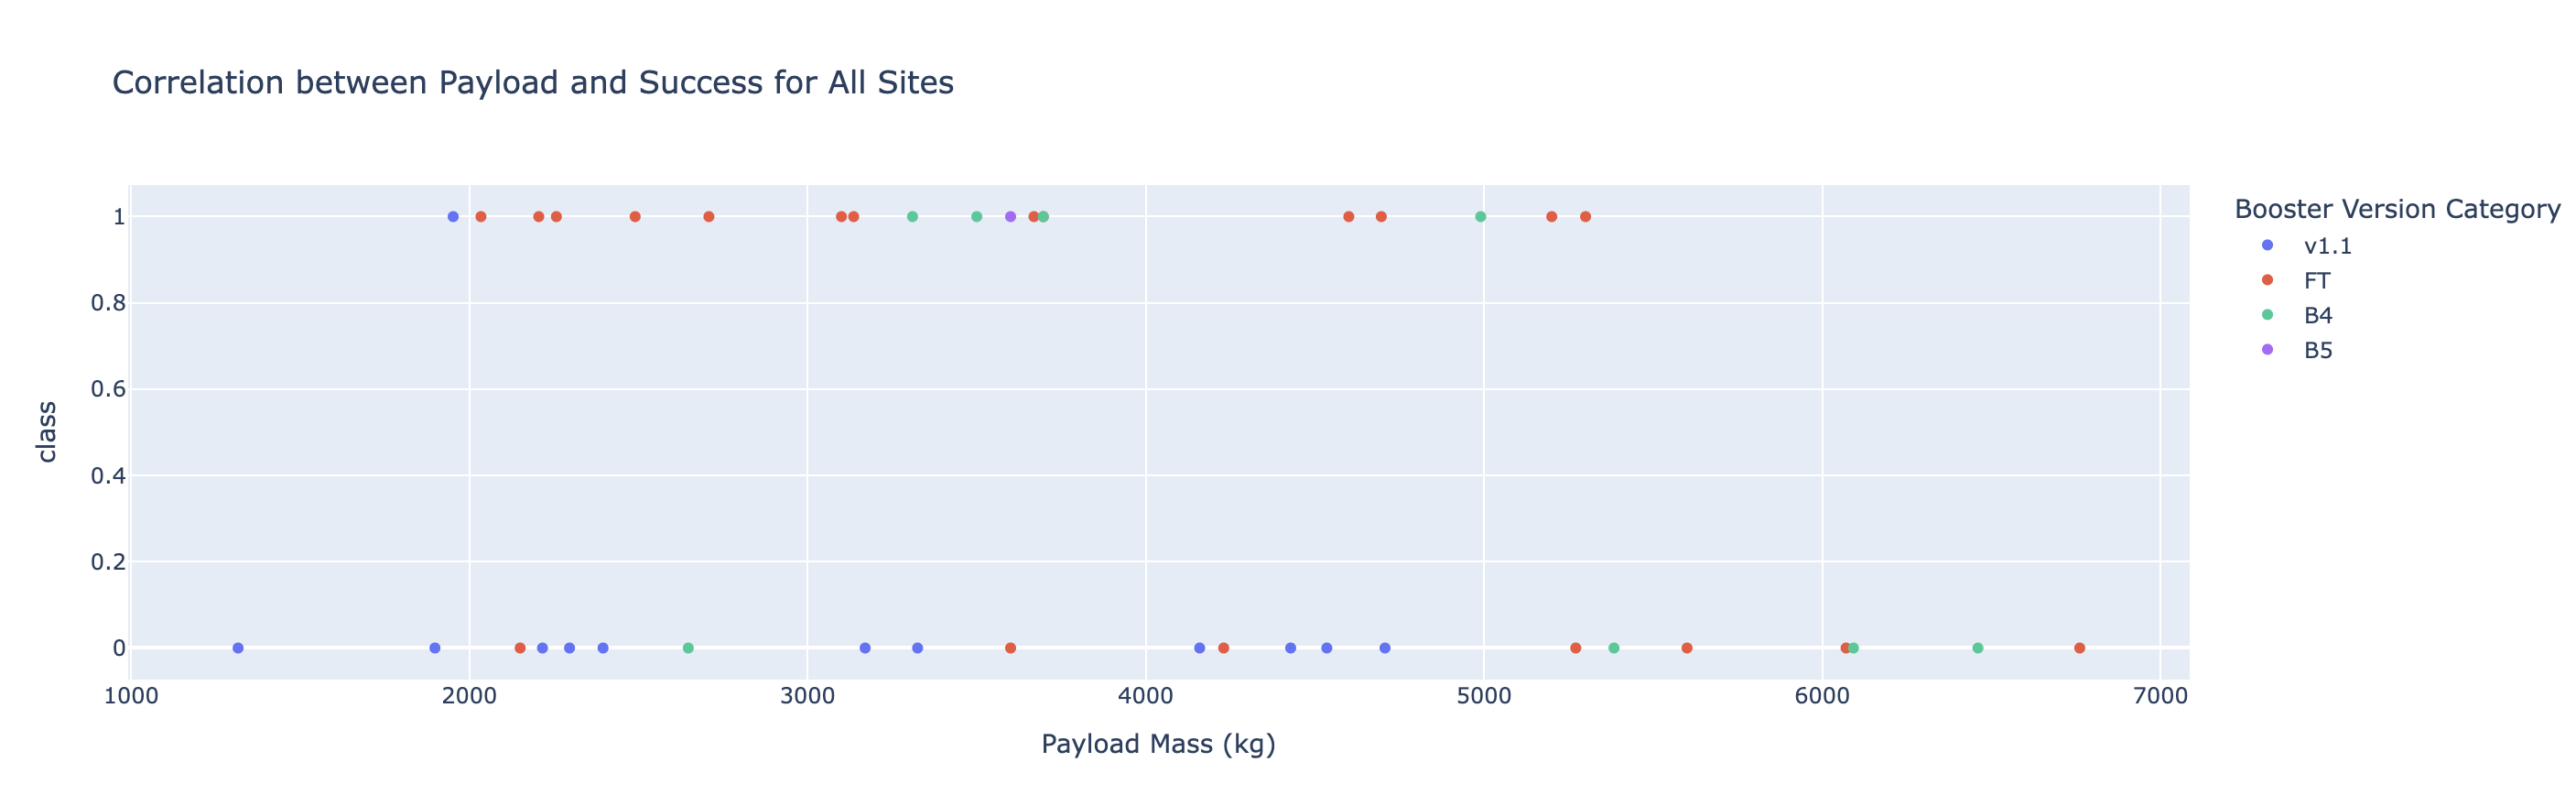 Correlation between Payload and Success for All Sites
1
0.8
0.6
0.4
0.2
0
class
1000 2000 3000 4000 5000 6000 7000
Payload Mass (kg)
Booster Version Category
v1.1
FT
B4
B5